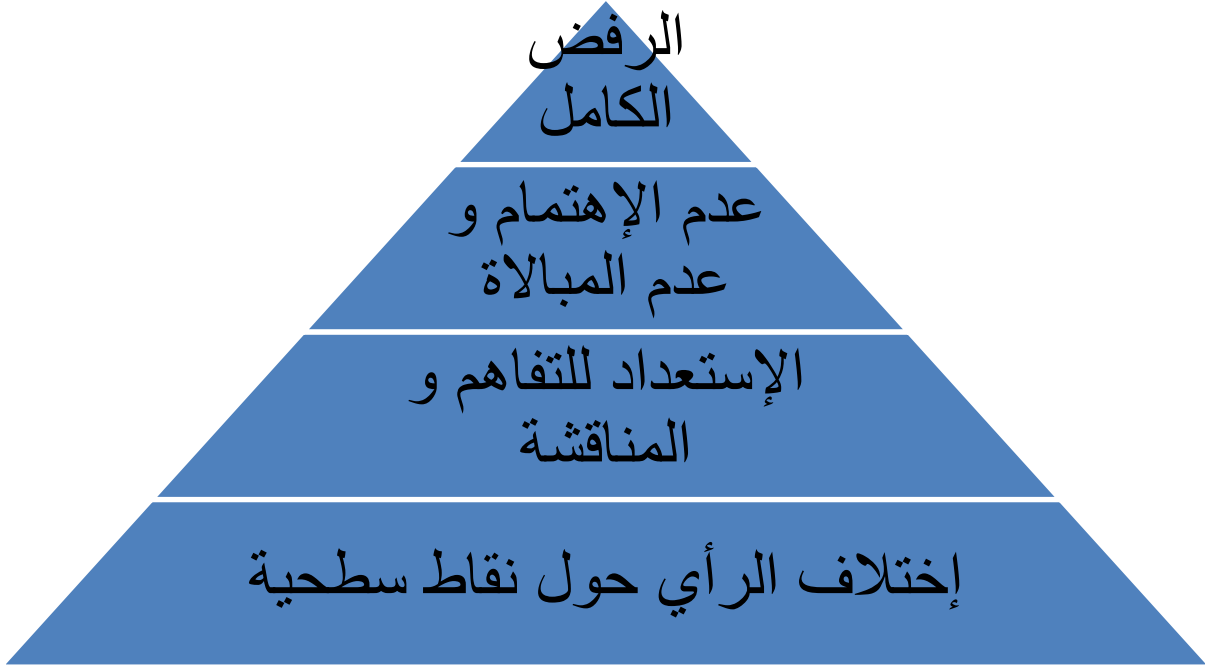 الرفض
الكامل
عدم الإهتمام و
عدم المبالاة
الإستعداد للتفاهم و
المناقشة
إختلاف الرأي حول نقاط سطحية